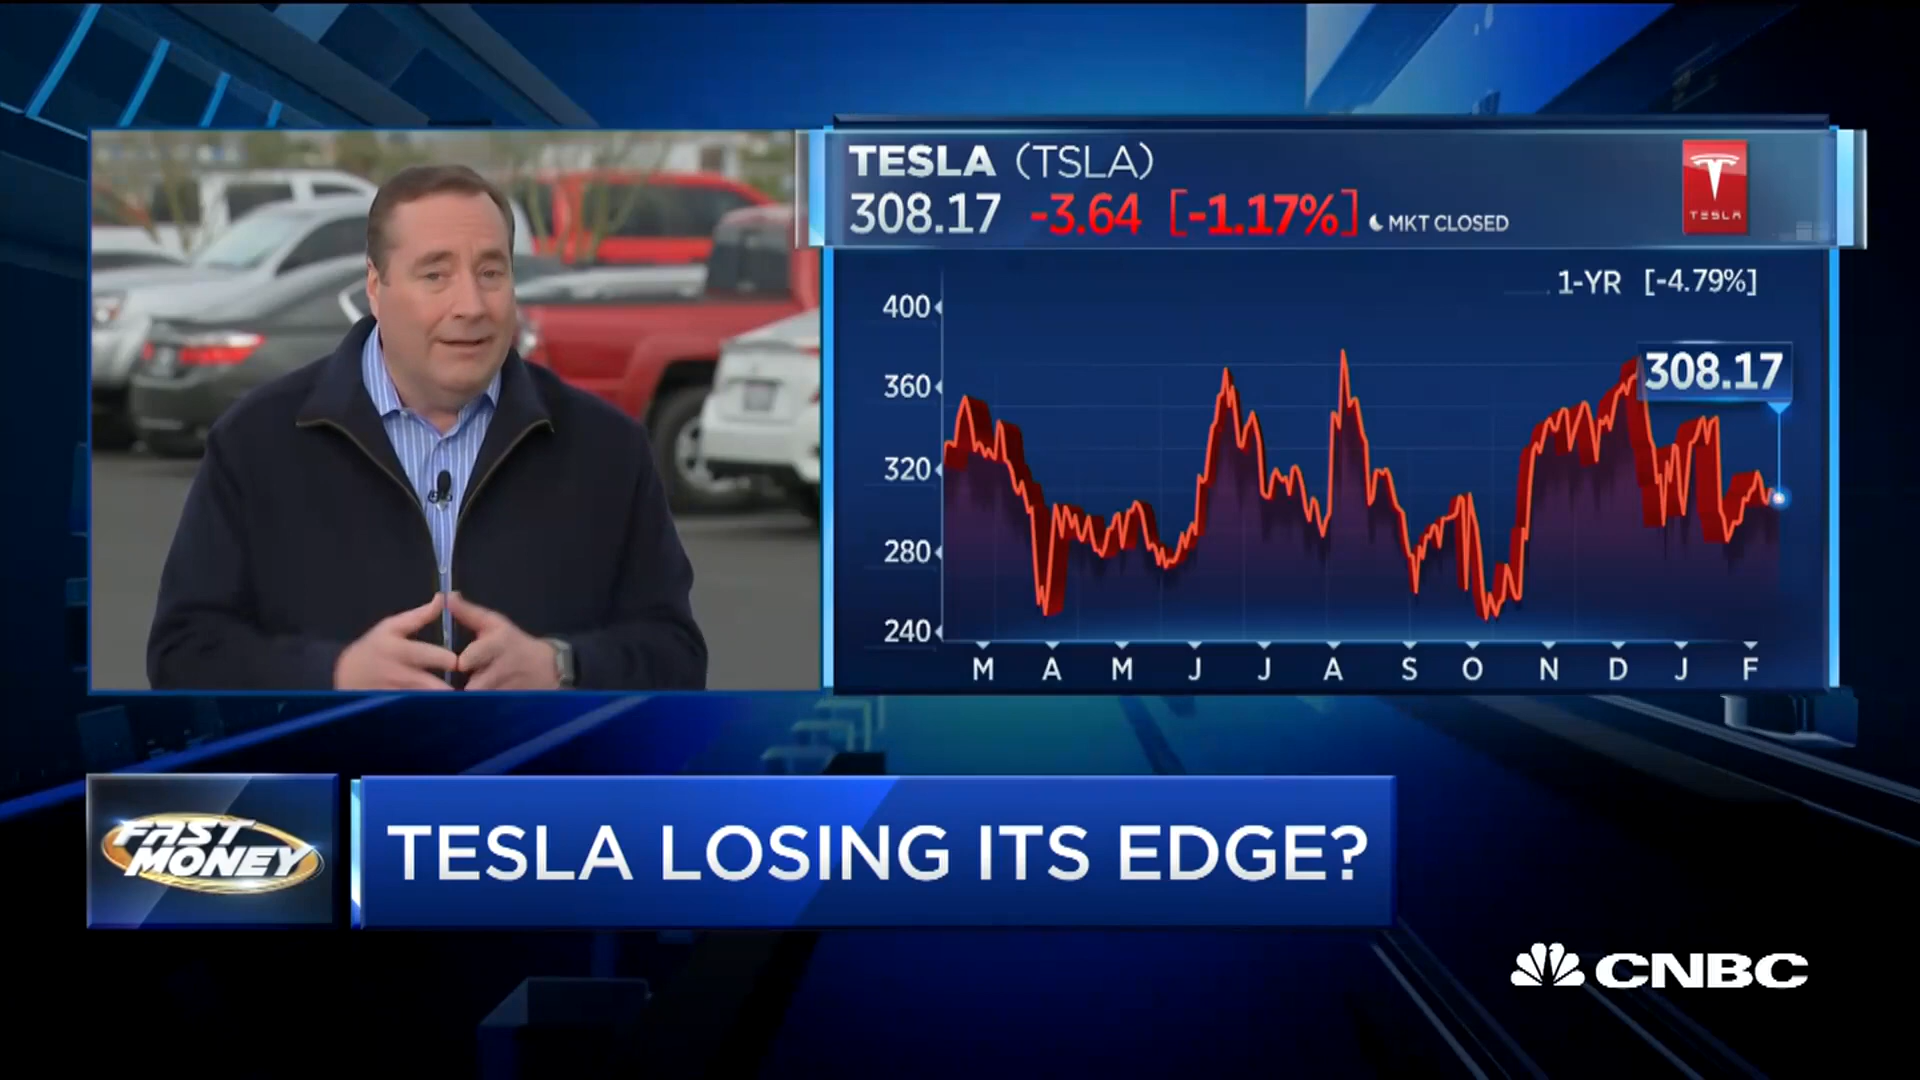 TESLA (TSLA)
308.17 -3.64 [-1.17%] MKT CLOSED
TESLA
1-YR [-4.79%]
400
360
320
280
240
308.17
M A M J J A S O N D J F
FAST MONEY
TESLA LOSING ITS EDGE?
CNBC